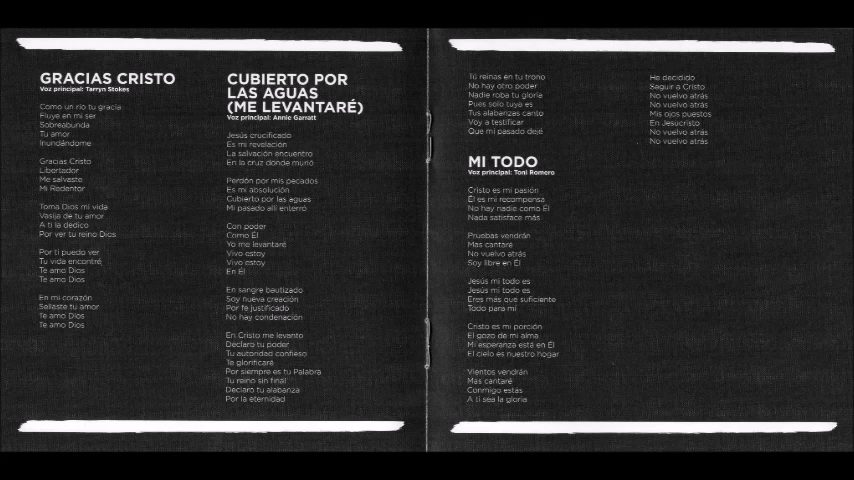 GRACIAS CRISTO
Voz principal: Tarryn Stokes
Como un río tu gracia
Fluye en mi ser
Sobreabunda
Tu amor
Inundándome
Gracias Cristo
Libertador
Me salvaste
Mi Redentor
Toma Dios mi vida
Vasija de tu amor
A ti la dedico
Por ver tu reino Dios
Por ti puedo ver
Tu vida encontré
Te amo Dios
Te amo Dios
En mi corazón
Sellaste tu amor
Te amo Dios
Te amo Dios
CUBIERTO POR
LAS AGUAS
(ME LEVANTARÉ)
Voz principal: Annie Garratt
Jesús crucificado
Es mi revelación
La salvación encuentro
En la cruz donde murió
Perdón por mis pecados
Es mi absolución
Cubierto por las aguas
Mi pasado allí enterró
Con poder
Como Él
Yo me levantaré
Vivo estoy
Vivo estoy
En Él
En sangre bautizado
Soy nueva creación
Por fe justificado
No hay condenación
En Cristo me levanto
Declaro tu poder
Tu autoridad confieso
Te glorificaré
Por siempre es tu Palabra
Tu reino sin final
Declaro tu alabanza
Por la eternidad
Tú reinas en tu trono
No hay otro poder
Nadie roba tu gloria
Pues solo tuya es
Tus alabanzas canto
Voy a testificar
Que mi pasado dejé
He decidido
Seguir a Cristo
No vuelvo atrás
No vuelvo atrás
Mis ojos puestos
En Jesucristo
No vuelvo atrás
No vuelvo atrás
MI TODO
Voz principal: Toni Romero
Cristo es mi pasión
Él es mi recompensa
No hay nadie como Él
Nada satisface más
Pruebas vendrán
Mas cantaré
No vuelvo atrás
Soy libre en Él
Jesús mi todo es
Jesús mi todo es
Eres más que suficiente
Todo para mí
Cristo es mi porción
El gozo de mi alma
Mi esperanza está en Él
El cielo es nuestro hogar
Vientos vendrán
Mas cantaré
Conmigo estás
A ti sea la gloria